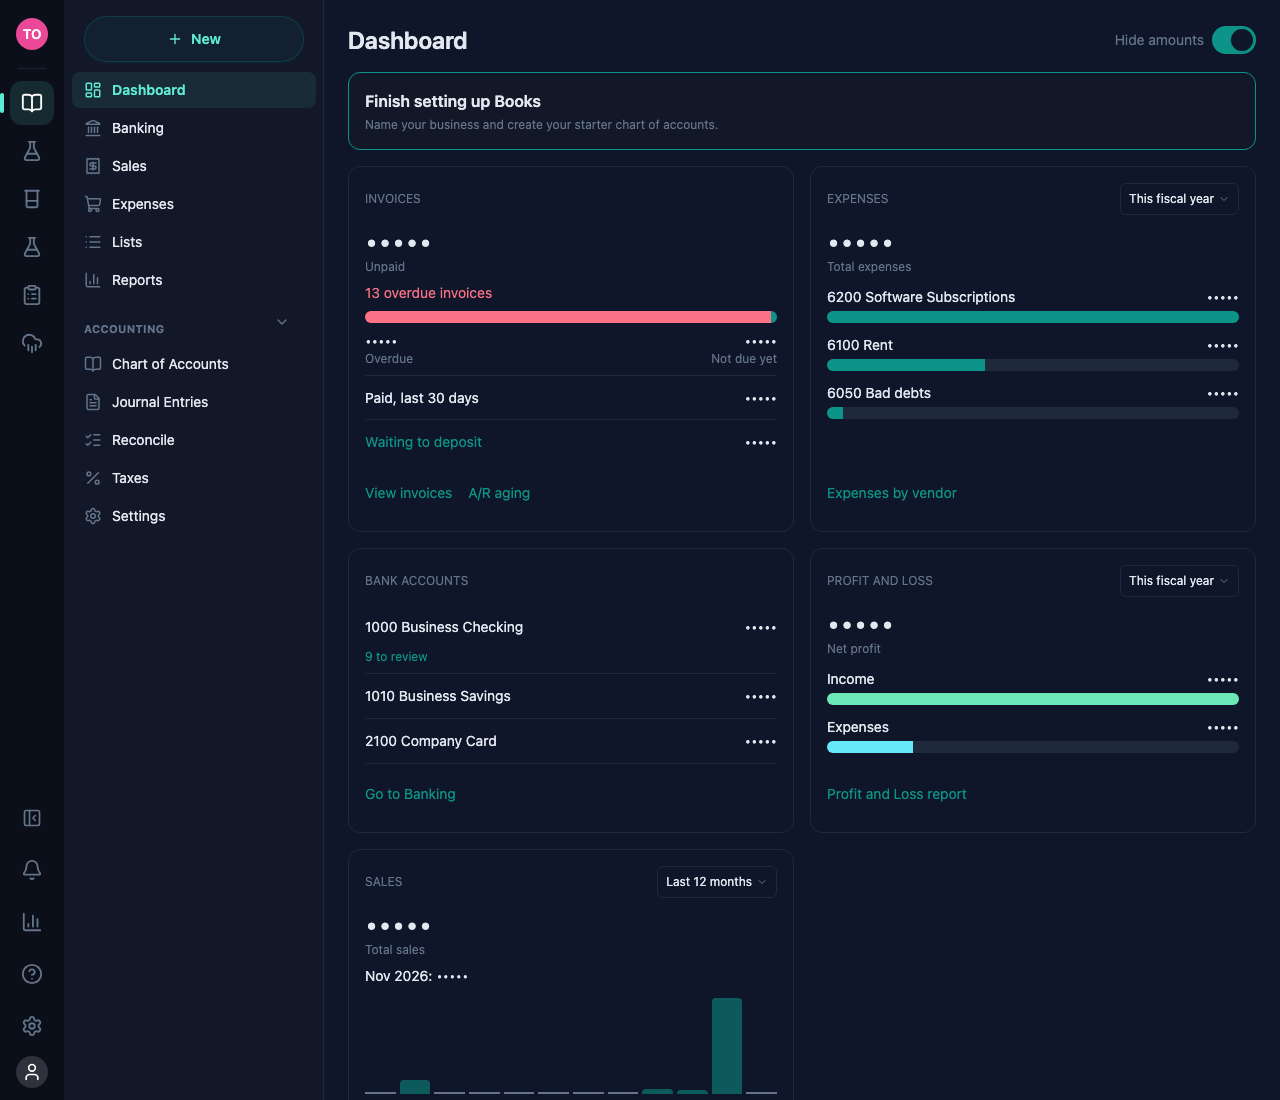 TO
New
Dashboard
Banking
Sales
Expenses
Lists
Reports
ACCOUNTING
Chart of Accounts
Journal Entries
Reconcile
Taxes
Settings
Dashboard
Hide amounts
Finish setting up Books
Name your business and create your starter chart of accounts.
INVOICES
•••••
Unpaid
13 overdue invoices
••••• •••••
Overdue Not due yet
Paid, last 30 days •••••
Waiting to deposit •••••
View invoices A/R aging
EXPENSES This fiscal year
•••••
Total expenses
6200 Software Subscriptions •••••
6100 Rent •••••
6050 Bad debts •••••
Expenses by vendor
BANK ACCOUNTS
1000 Business Checking •••••
9 to review
1010 Business Savings •••••
2100 Company Card •••••
Go to Banking
PROFIT AND LOSS This fiscal year
•••••
Net profit
Income •••••
Expenses •••••
Profit and Loss report
SALES Last 12 months
•••••
Total sales
Nov 2026: •••••